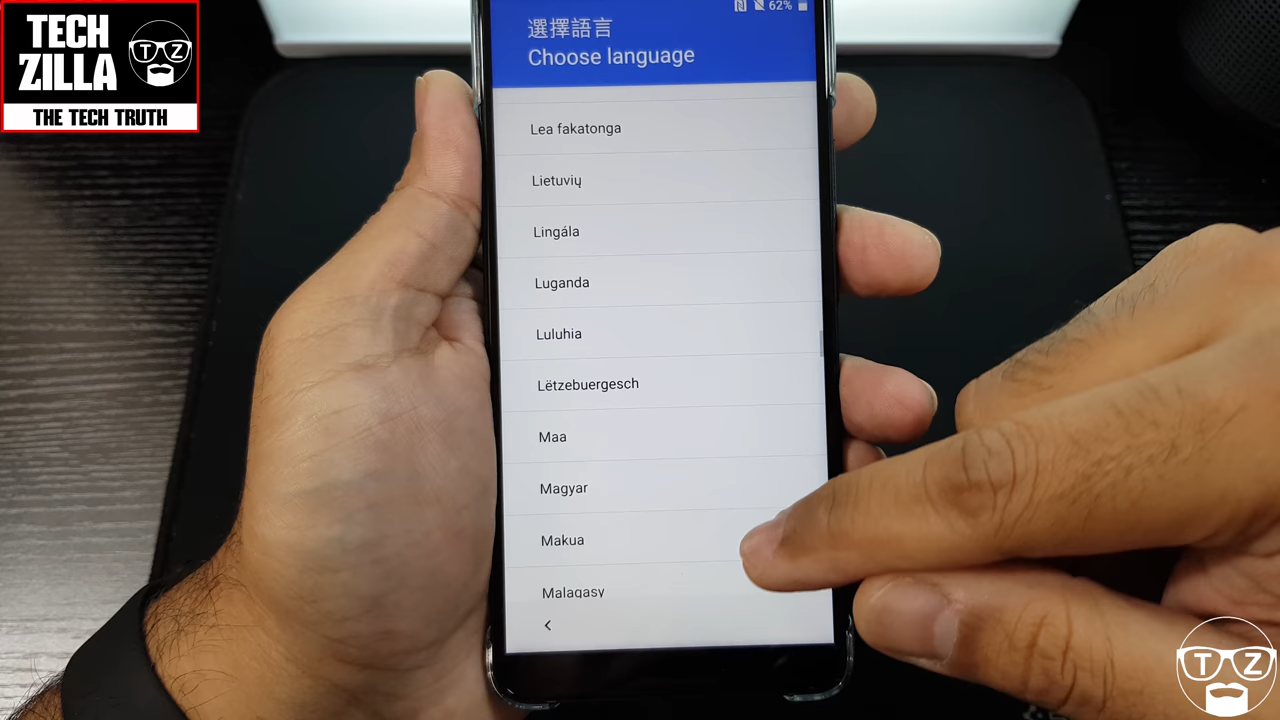 TECH
ZILLA
T Z
THE TECH TRUTH
62%
選擇語言
Choose language
Lea fakatonga
Lietuvių
Lingála
Luganda
Luluhia
Lëtzebuergesch
Maa
Magyar
Makua
Malagasy
<
T Z